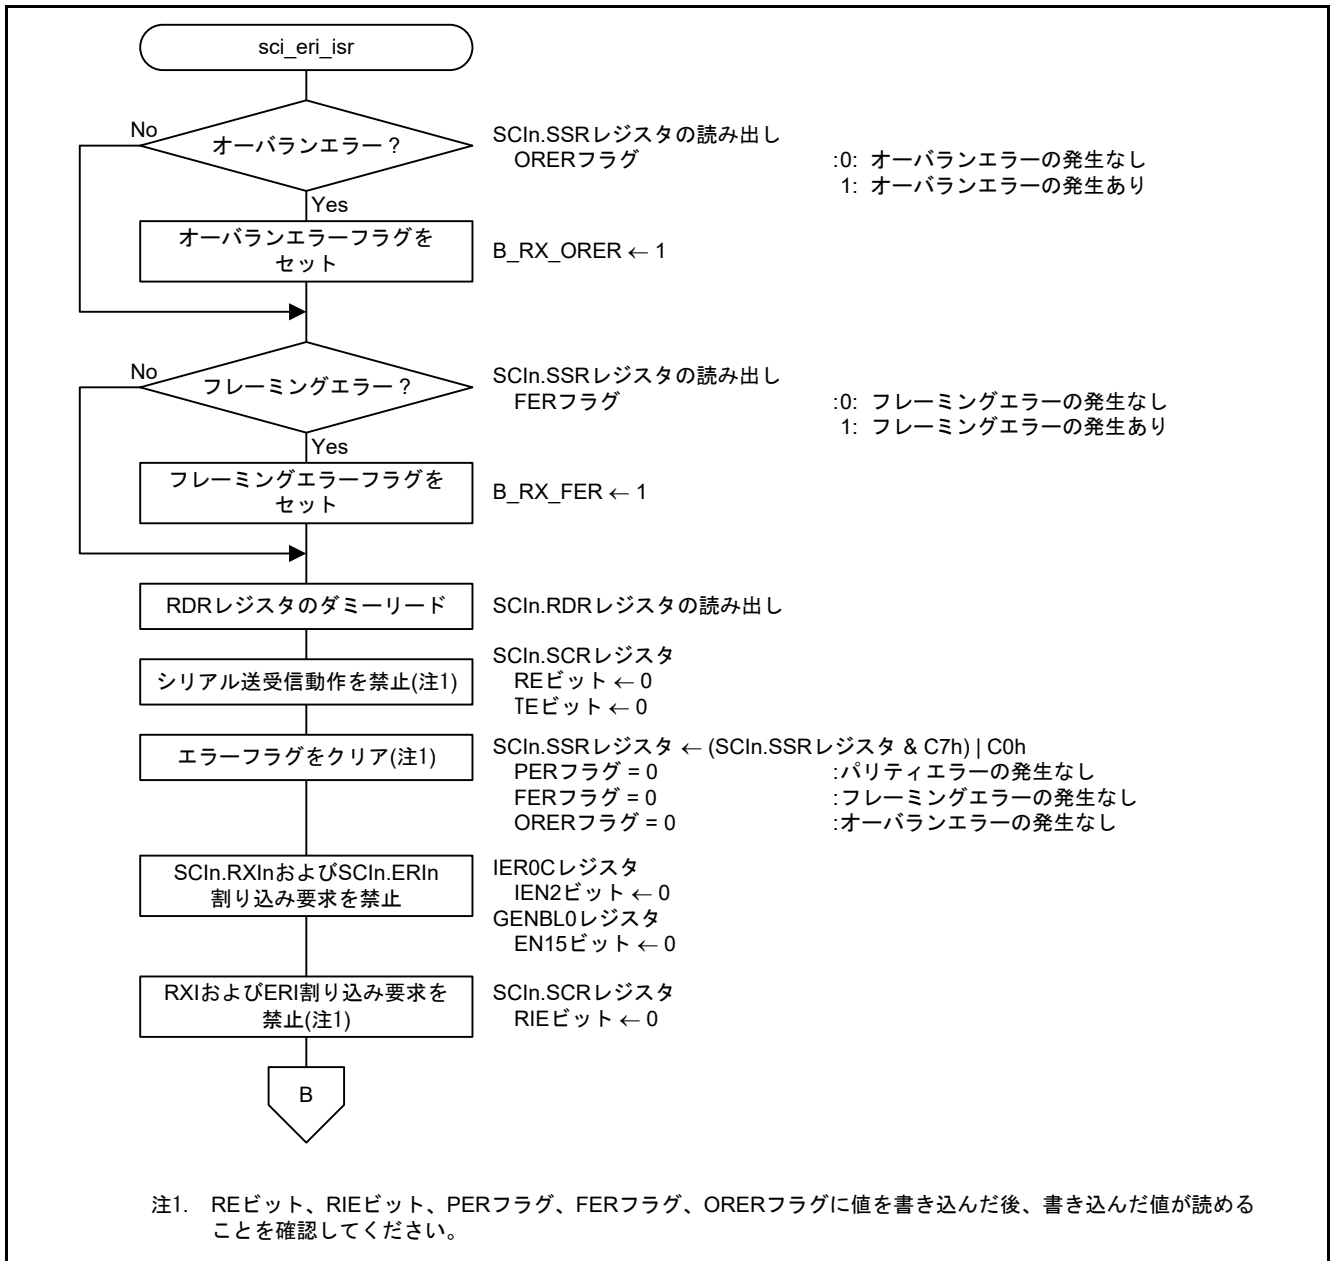 sci_eri_isr
No
オーバランエラー ?
SCIn.SSRレジスタの読み出し
ORERフラグ :0: オーバランエラーの発生なし
1: オーバランエラーの発生あり
Yes
オーバランエラーフラグを
セット
B_RX_ORER ← 1
No
フレーミングエラー ?
SCIn.SSRレジスタの読み出し
FERフラグ :0: フレーミングエラーの発生なし
1: フレーミングエラーの発生あり
Yes
フレーミングエラーフラグを
セット
B_RX_FER ← 1
RDRレジスタのダミーリード
SCIn.RDRレジスタの読み出し
シリアル送受信動作を禁止(注1)
SCIn.SCRレジスタ
REビット ← 0
TEビット ← 0
エラーフラグをクリア(注1)
SCIn.SSRレジスタ ← (SCIn.SSRレジスタ & C7h) | C0h
PERフラグ = 0 :パリティエラーの発生なし
FERフラグ = 0 :フレーミングエラーの発生なし
ORERフラグ = 0 :オーバランエラーの発生なし
SCIn.RXInおよびSCIn.ERIn
割り込み要求を禁止
IER0Cレジスタ
IEN2ビット ← 0
GENBL0レジスタ
EN15ビット ← 0
RXIおよびERI割り込み要求を
禁止(注1)
SCIn.SCRレジスタ
RIEビット ← 0
B
注1. REビット、RIEビット、PERフラグ、FERフラグ、ORERフラグに値を書き込んだ後、書き込んだ値が読める
ことを確認してください。